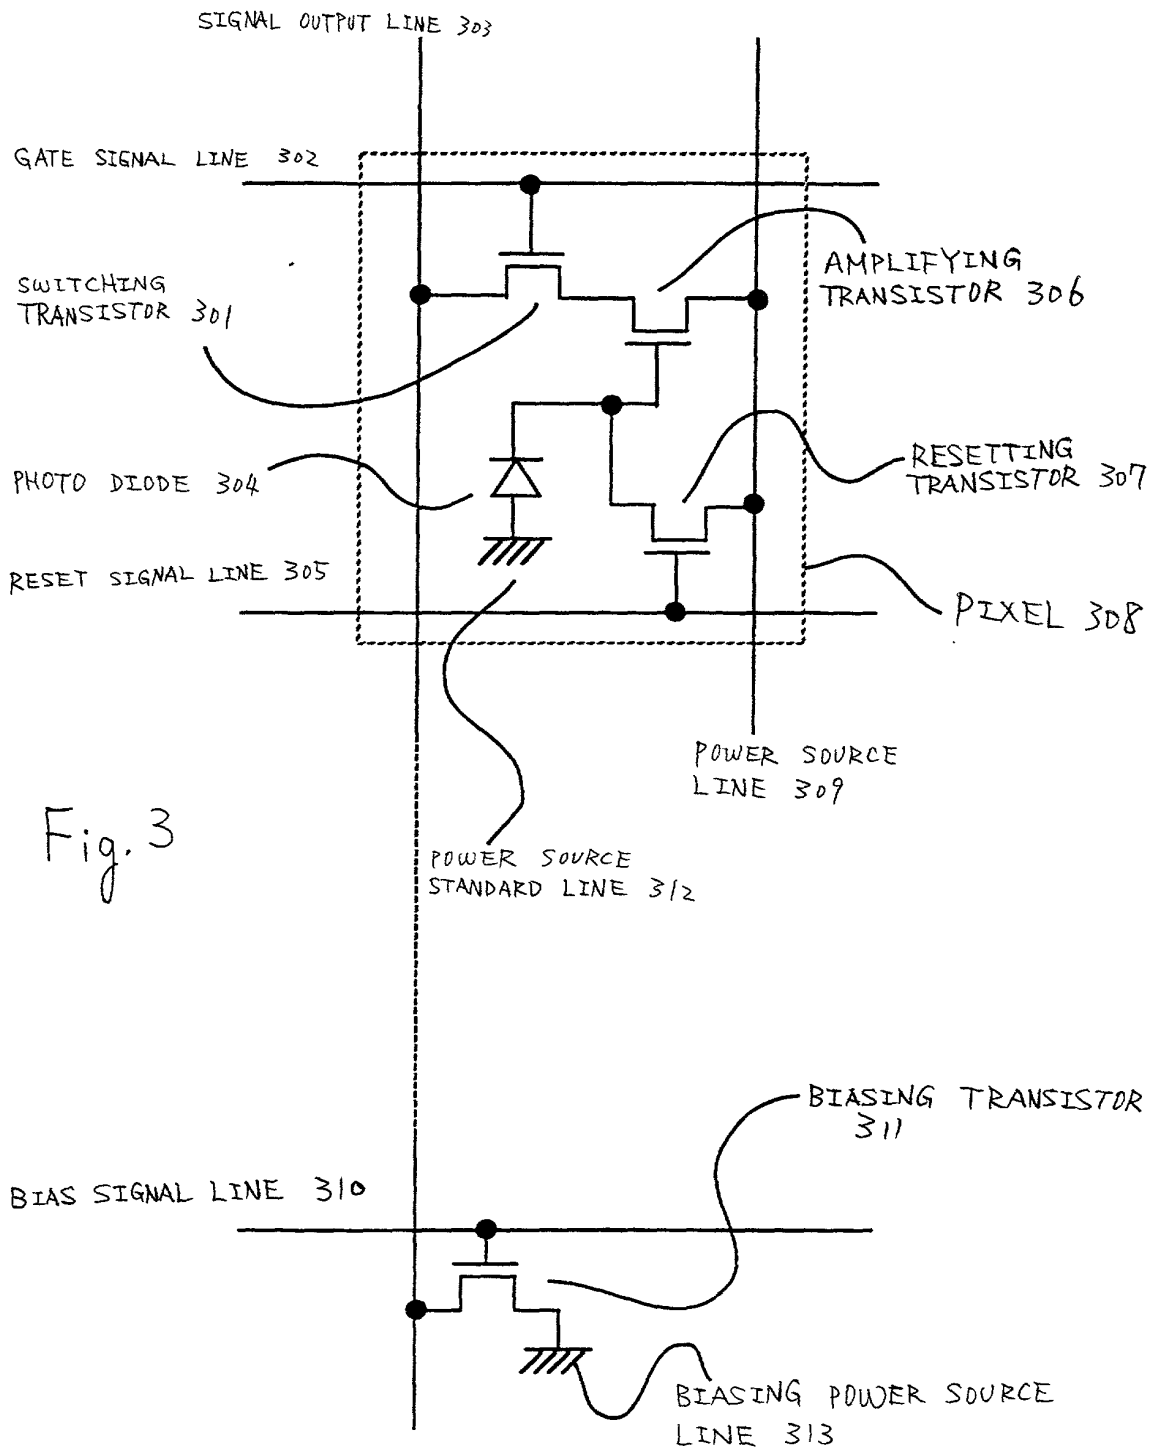 SIGNAL OUTPUT LINE 303
GATE SIGNAL LINE 302
SWITCHING
TRANSISTOR 301
AMPLIFYING
TRANSISTOR 306
PHOTO DIODE 304
RESETTING
TRANSISTOR 307
RESET SIGNAL LINE 305
PIXEL 308
POWER SOURCE
LINE 309
Fig. 3
POWER SOURCE
STANDARD LINE 312
BIASING TRANSISTOR
311
BIAS SIGNAL LINE 310
BIASING POWER SOURCE
LINE 313